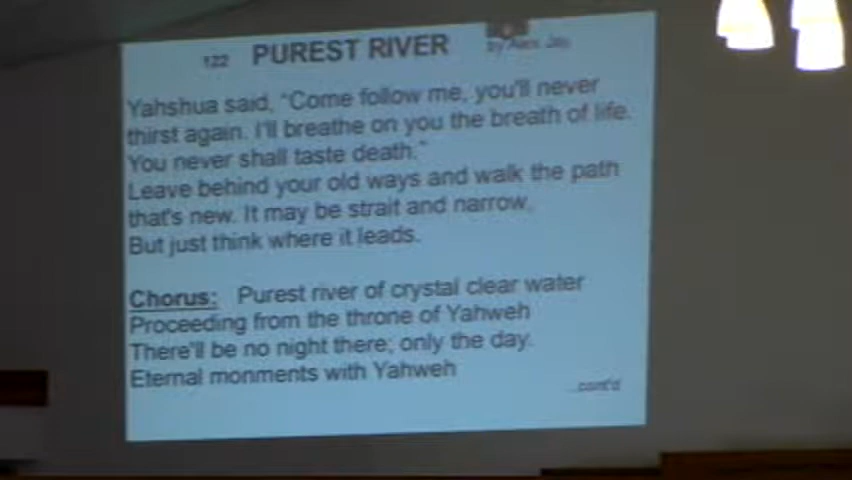 122 PUREST RIVER by Alex Jay
Yahshua said, "Come follow me, you'll never
thirst again. I'll breathe on you the breath of life.
You never shall taste death."
Leave behind your old ways and walk the path
that's new. It may be strait and narrow,
But just think where it leads.
Chorus: Purest river of crystal clear water
Proceeding from the throne of Yahweh
There'll be no night there; only the day.
Eternal monments with Yahweh
...cont'd